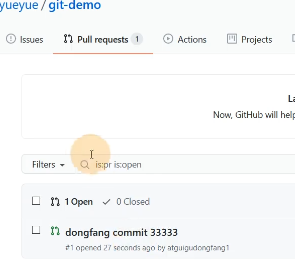 yueyue / git-demo
Issues Pull requests 1 Actions Projects
La
Now, GitHub will help
Filters is:pr is:open
1 Open 0 Closed
dongfang commit 33333
#1 opened 27 seconds ago by atguigudongfang1